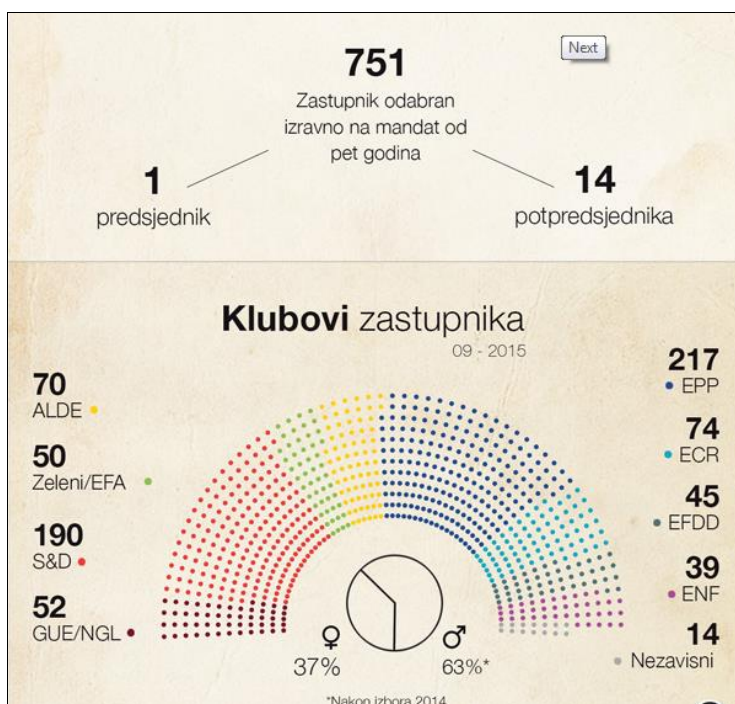 Next
751
Zastupnik odabran
izravno na mandat od
pet godina
1
predsjednik
14
potpredsjednika
Klubovi zastupnika
09 - 2015
70
ALDE
50
Zeleni/EFA
190
S&D
52
GUE/NGL
217
EPP
74
ECR
45
EFDD
39
ENF
14
Nezavisni
37%
63%*
*Nakon izbora 2014